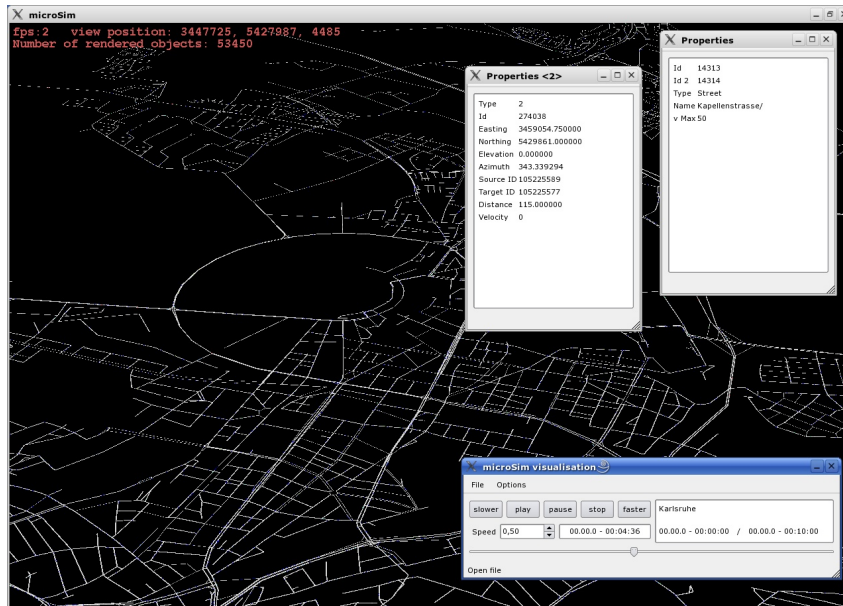 microSim
fps:2 view position: 3447725, 5427987, 4485
Number of rendered objects: 53450
Properties <2>
Type 2
Id 274038
Easting 3459054.750000
Northing 5429861.000000
Elevation 0.000000
Azimuth 343.339294
Source ID 105225589
Target ID 105225577
Distance 115.000000
Velocity 0
Properties
Id 14313
Id 2 14314
Type Street
Name Kapellenstrasse/
v Max 50
microSim visualisation
File Options
slower play pause stop faster Karlsruhe
Speed 0,50 00.00.0 - 00:04:36 00.00.0 - 00:00:00 / 00.00.0 - 00:10:00
Open file